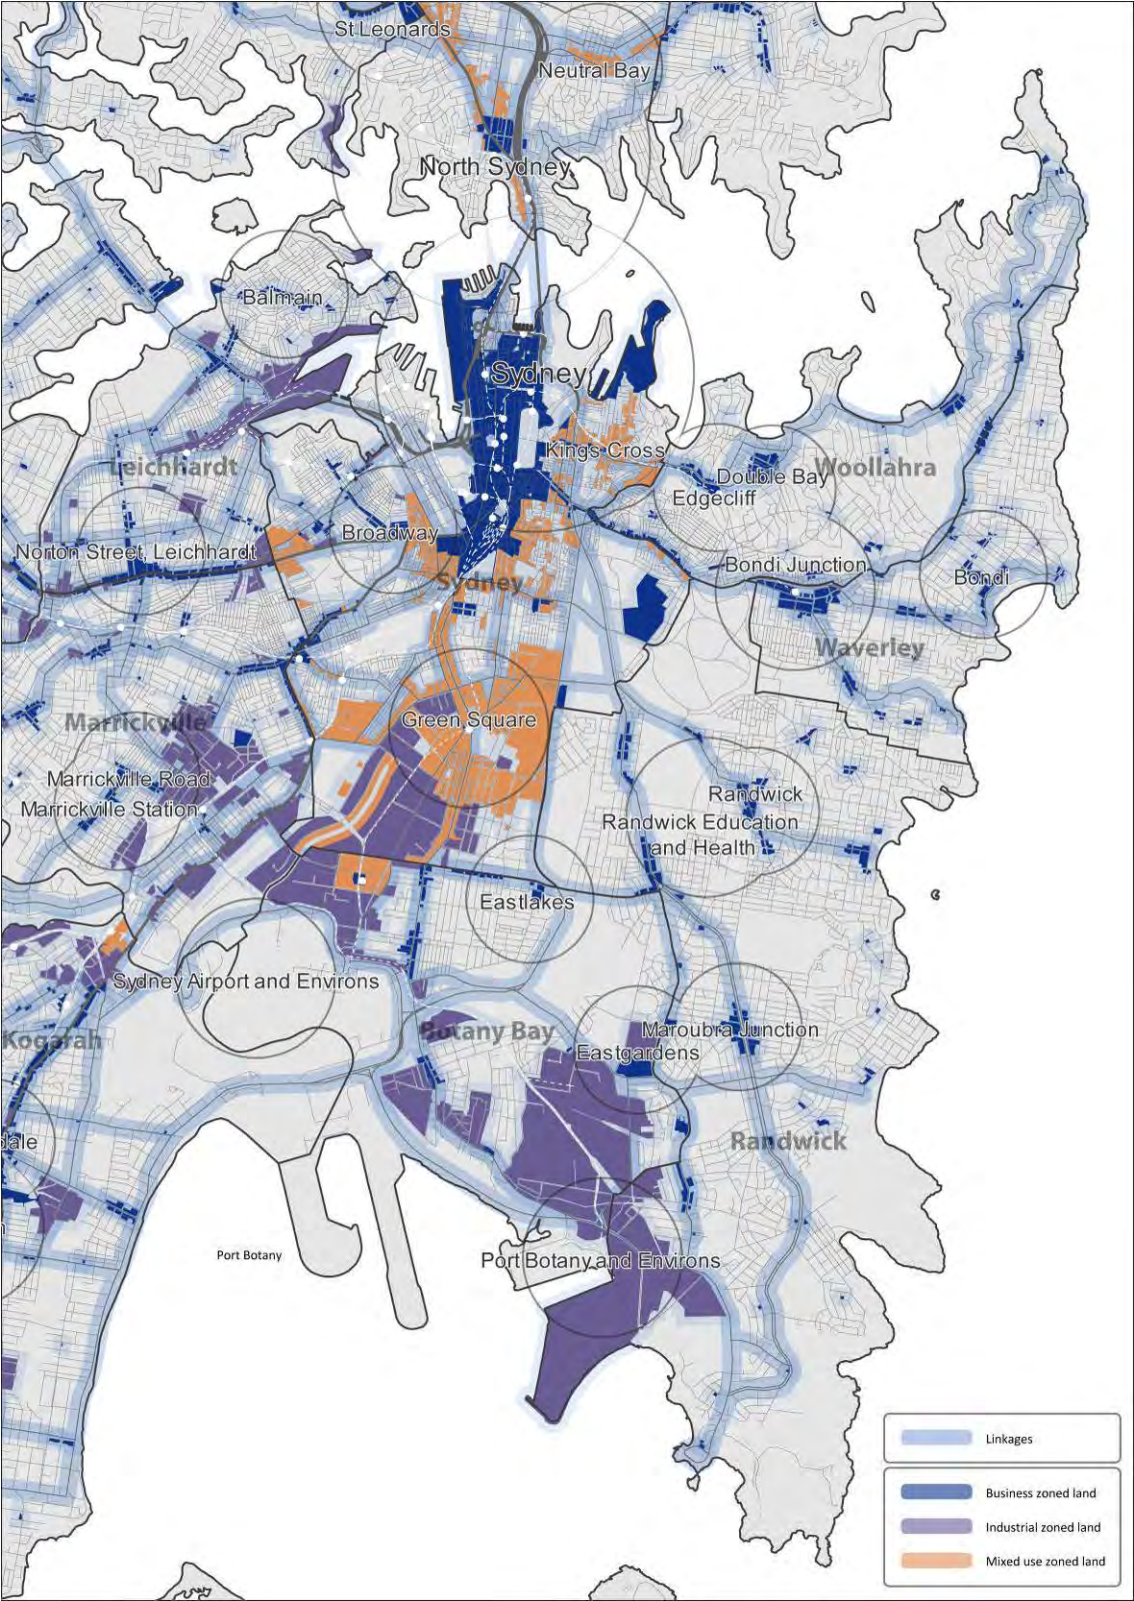 St Leonards
Neutral Bay
North Sydney
Balmain
Sydney
Kings Cross
Leichhardt
Double Bay
Woollahra
Edgecliff
Broadway
Norton Street, Leichhardt
Bondi Junction
Bondi
Sydney
Waverley
Marrickville
Green Square
Marrickville Road
Marrickville Station
Randwick
Randwick Education
and Health
Eastlakes
Sydney Airport and Environs
Kogarah
Botany Bay
Maroubra Junction
Eastgardens
dale
Randwick
Port Botany
Port Botany and Environs
Linkages
Business zoned land
Industrial zoned land
Mixed use zoned land